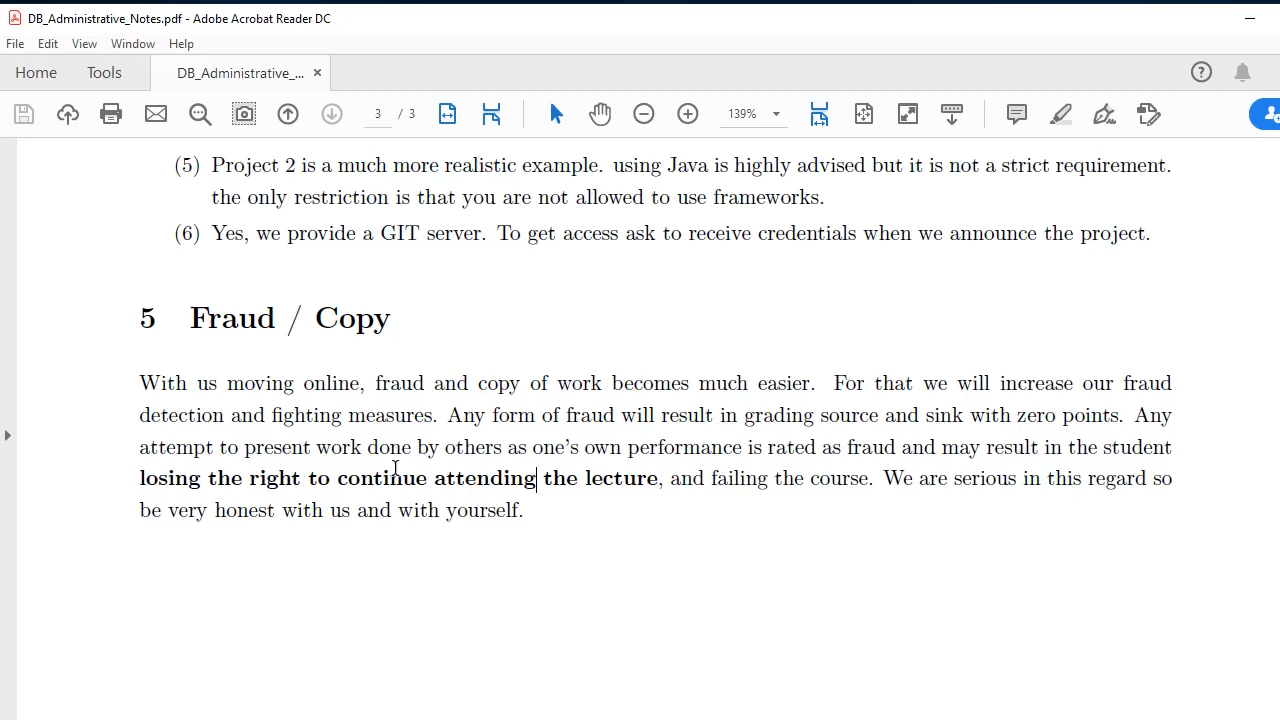 DB_Administrative_Notes.pdf - Adobe Acrobat Reader DC
File Edit View Window Help
Home Tools DB_Administrative_... ×
3 / 3 139%
(5) Project 2 is a much more realistic example. using Java is highly advised but it is not a strict requirement.
the only restriction is that you are not allowed to use frameworks.
(6) Yes, we provide a GIT server. To get access ask to receive credentials when we announce the project.
5 Fraud / Copy
With us moving online, fraud and copy of work becomes much easier. For that we will increase our fraud
detection and fighting measures. Any form of fraud will result in grading source and sink with zero points. Any
attempt to present work done by others as one's own performance is rated as fraud and may result in the student
losing the right to continue attending the lecture, and failing the course. We are serious in this regard so
be very honest with us and with yourself.